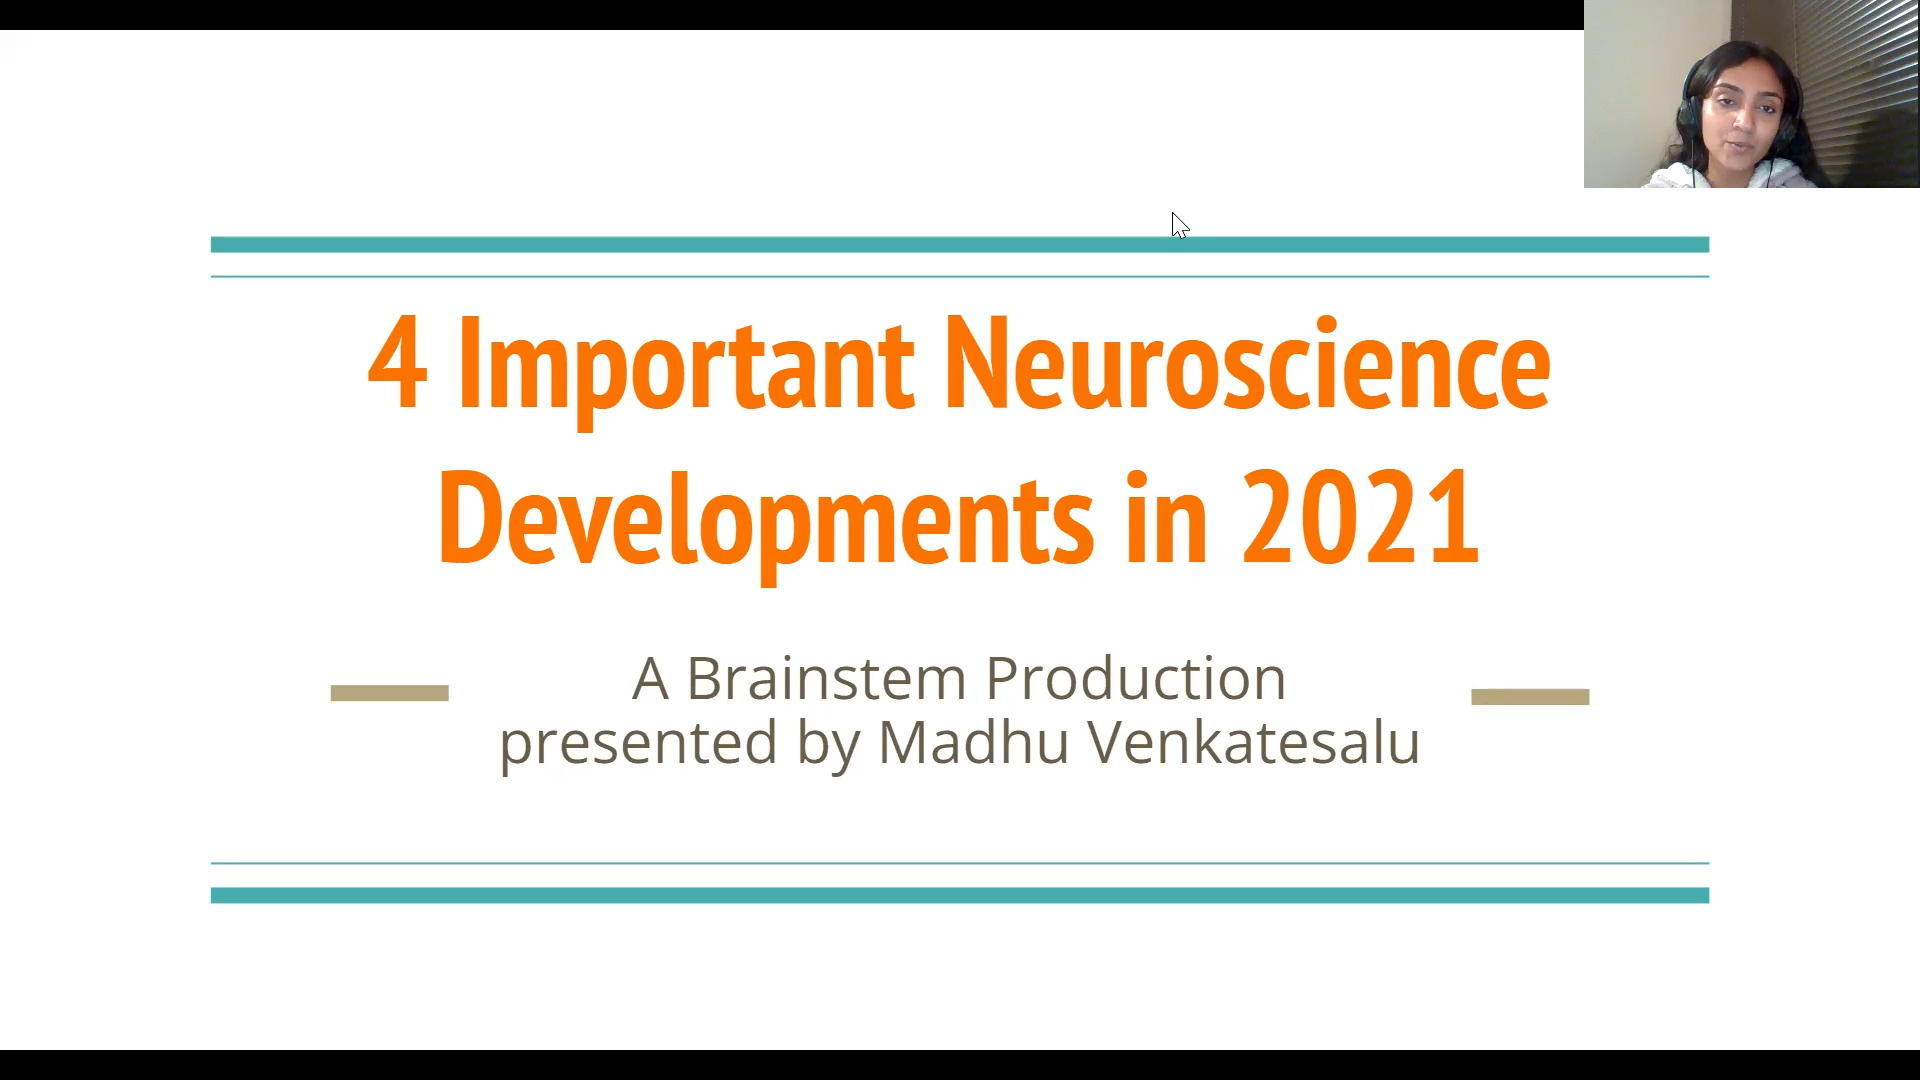 4 Important Neuroscience
Developments in 2021
A Brainstem Production
presented by Madhu Venkatesalu